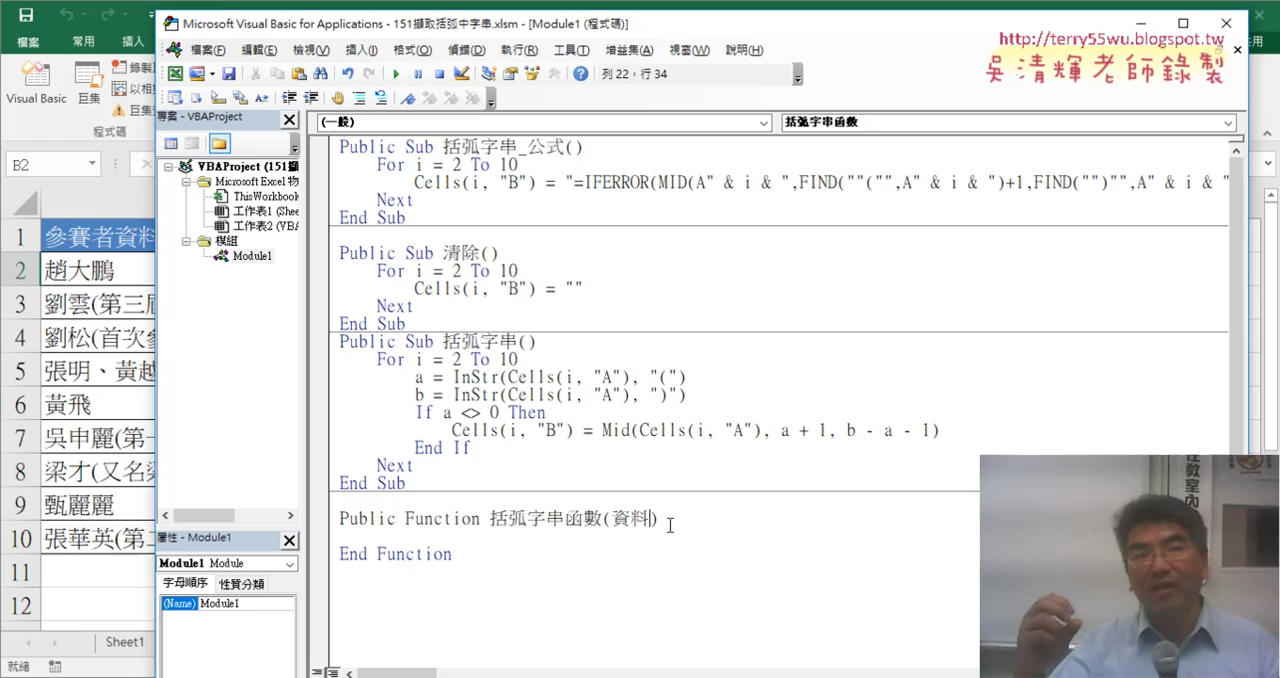 Microsoft Visual Basic for Applications - 151擷取括弧中字串.xlsm - [Module1 (程式碼)]
http://terry55wu.blogspot.tw
吳清輝老師錄製
檔案 常用 插入
檔案(F) 編輯(E) 檢視(V) 插入(I) 格式(O) 偵錯(D) 執行(R) 工具(T) 增益集(A) 視窗(W) 說明(H)
列 22，行 34
Visual Basic 巨集
程式碼
專案 - VBAProject
(一般)
括弧字串函數
B2
VBAProject (151擷
Microsoft Excel 物
ThisWorkbook
工作表1 (Shee
工作表2 (VBA
模組
Module1
1 參賽者資料
2 趙大鵬
3 劉雲(第三屆
4 劉松(首次參
5 張明、黃越
6 黃飛
7 吳申麗(第一
8 梁才(又名梁
9 甄麗麗
10 張華英(第二
11
12
Sheet1
就緒
屬性 - Module1
Module1 Module
字母順序 性質分類
(Name) Module1
Public Sub 括弧字串_公式()
For i = 2 To 10
Cells(i, "B") = "=IFERROR(MID(A" & i & ",FIND(""("",A" & i & ")+1,FIND("")"",A" & i & "
Next
End Sub
Public Sub 清除()
For i = 2 To 10
Cells(i, "B") = ""
Next
End Sub
Public Sub 括弧字串()
For i = 2 To 10
a = InStr(Cells(i, "A"), "(")
b = InStr(Cells(i, "A"), ")")
If a <> 0 Then
Cells(i, "B") = Mid(Cells(i, "A"), a + 1, b - a - 1)
End If
Next
End Sub
Public Function 括弧字串函數(資料)
End Function